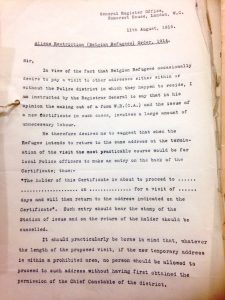 General Register Office,
Somerset House, London, W.C.
11th August, 1916.
Aliens Restriction (Belgian Refugees) Order, 1914.
Sir,
In view of the fact that Belgian Refugees occasionally
desire to pay a visit to other addresses either within or
without the Police district in which they happen to reside, I
am instructed by the Registrar General to say that in his
opinion the making out of a form and the issue of
a new Certificate in such cases, involves a large amount of
unnecessary labour.
He therefore desires me to suggest that when the
Refugee intends to return to the same address at the termina-
tion of the visit the most practicable course would be for
local Police officers to make an entry on the back of the
Certificate, thus:-
"The holder of this Certificate is about to proceed to ......
.................. at ........... for a visit of ......
days and will then return to the address indicated on the
Certificate". Such entry should bear the stamp of the
Station of issue and on the return of the holder should be
cancelled.
It should particularly be borne in mind that, whatever
the length of the proposed visit, if the new temporary address
is within a prohibited area, no person should be allowed to
proceed to such address without having first obtained the
permission of the Chief Constable of the district.